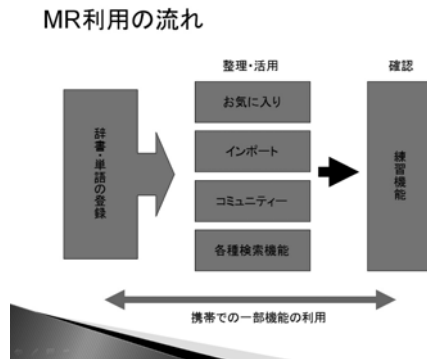 MR利用の流れ
整理・活用
確認
辞書・単語の登録
お気に入り
インポート
コミュニティー
各種検索機能
練習機能
携帯での一部機能の利用